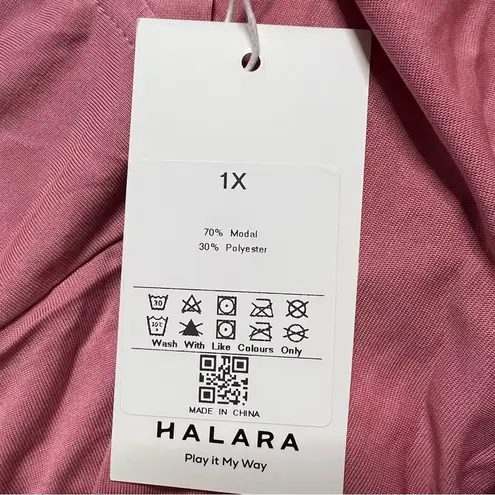 1X
70% Modal
30% Polyester
30
30°C
Wash With Like Colours Only
MADE IN CHINA
HALARA
Play it My Way